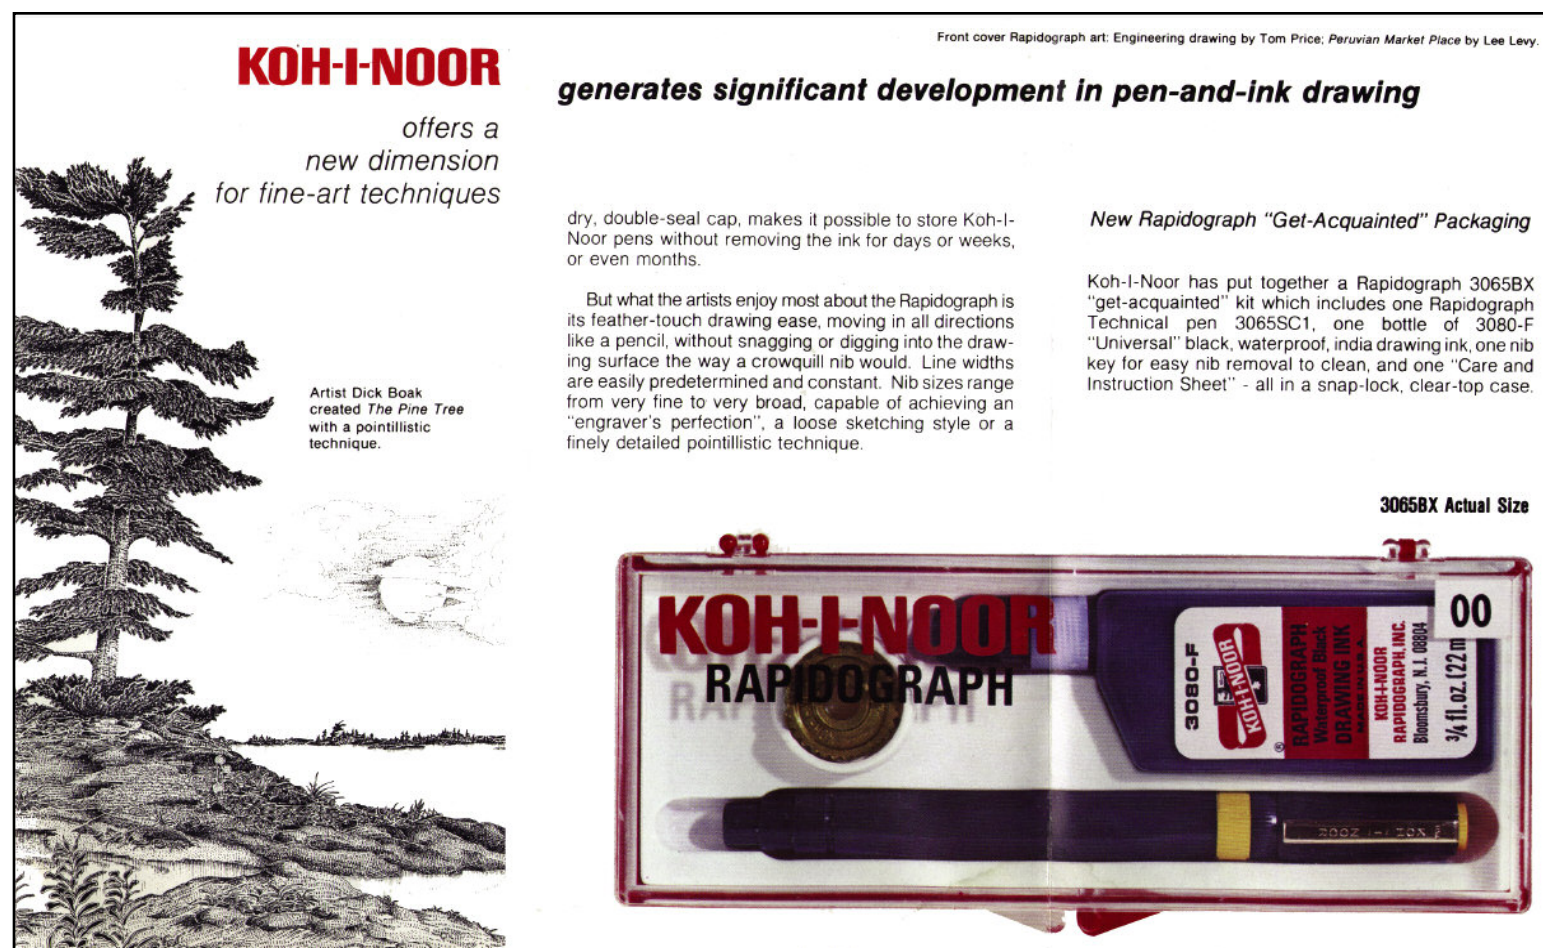 Front cover Rapidograph art: Engineering drawing by Tom Price; Peruvian Market Place by Lee Levy.
KOH-I-NOOR
generates significant development in pen-and-ink drawing
offers a
new dimension
for fine-art techniques
Artist Dick Boak
created The Pine Tree
with a pointillistic
technique.
dry, double-seal cap, makes it possible to store Koh-I-
Noor pens without removing the ink for days or weeks,
or even months.
But what the artists enjoy most about the Rapidograph is
its feather-touch drawing ease, moving in all directions
like a pencil, without snagging or digging into the draw-
ing surface the way a crowquill nib would. Line widths
are easily predetermined and constant. Nib sizes range
from very fine to very broad, capable of achieving an
"engraver's perfection", a loose sketching style or a
finely detailed pointillistic technique.
New Rapidograph "Get-Acquainted" Packaging
Koh-I-Noor has put together a Rapidograph 3065BX
"get-acquainted" kit which includes one Rapidograph
Technical pen 3065SC1, one bottle of 3080-F
"Universal" black, waterproof, india drawing ink, one nib
key for easy nib removal to clean, and one "Care and
Instruction Sheet" - all in a snap-lock, clear-top case.
3065BX Actual Size
KOH-I-NOOR
RAPIDOGRAPH
00
3080-F
KOH-I-NOOR
®
RAPIDOGRAPH
Waterproof Black
DRAWING INK
MADE IN U.S.A.
KOH-I-NOOR
RAPIDOGRAPH, INC.
Bloomsbury, N.J. 08804
3/4 fl. oz. (22 m
KOH-I-NOOR